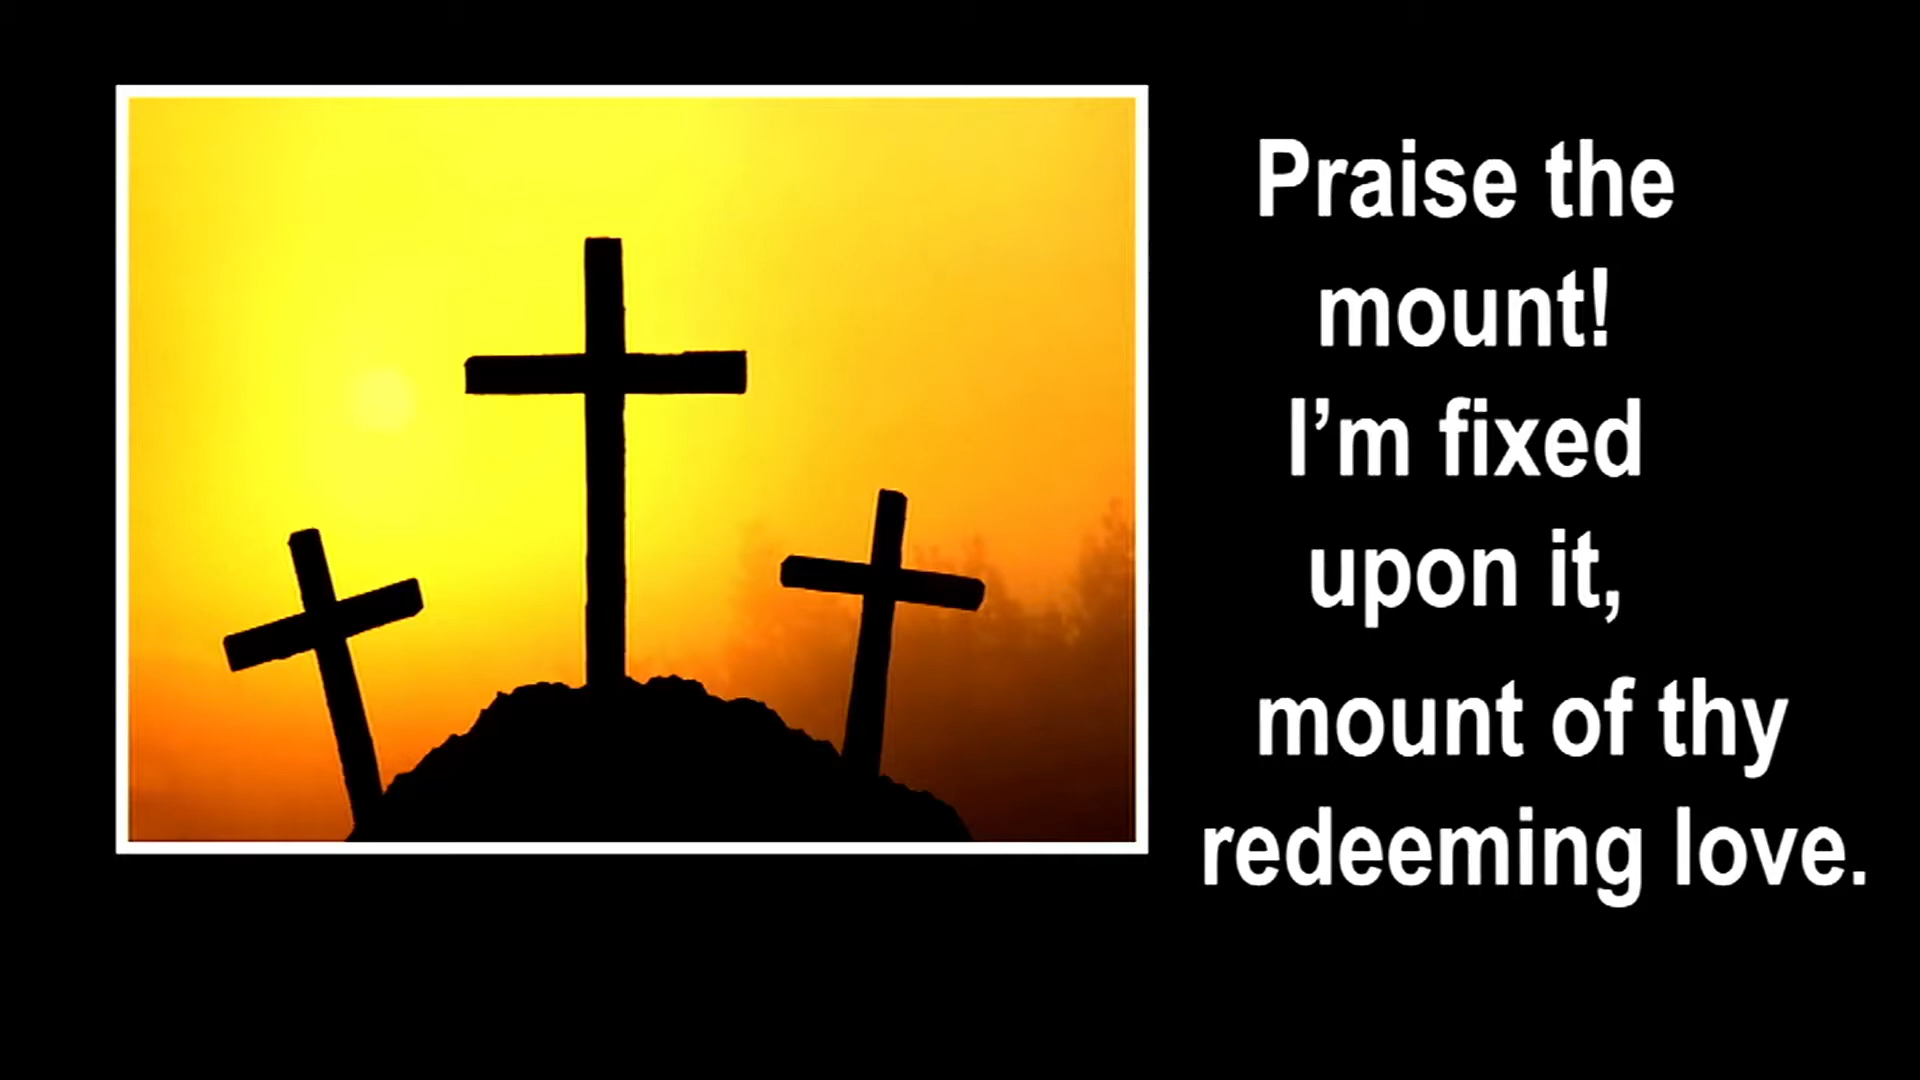 Praise the
mount!
I’m fixed
upon it,
mount of thy
redeeming love.